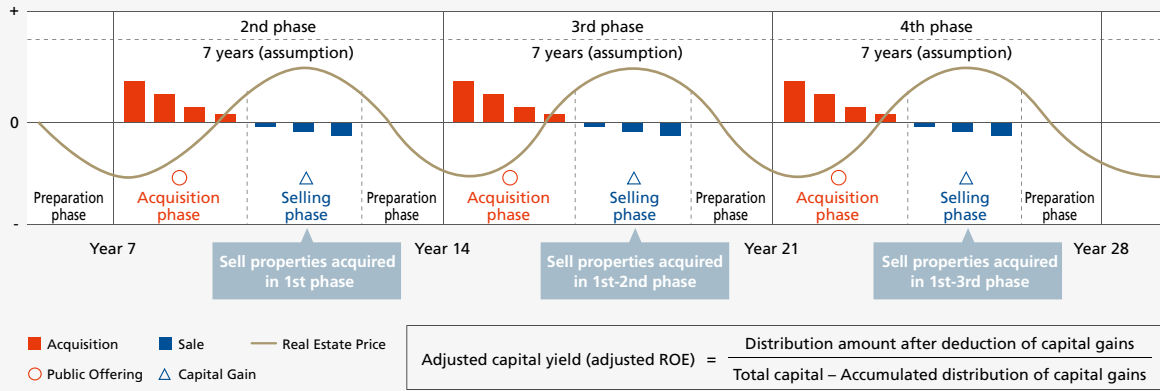 +
2nd phase
3rd phase
4th phase
7 years (assumption)
7 years (assumption)
7 years (assumption)
0
Preparation
phase
Acquisition
phase
Selling
phase
Preparation
phase
Acquisition
phase
Selling
phase
Preparation
phase
Acquisition
phase
Selling
phase
Preparation
phase
-
Year 7
Year 14
Year 21
Year 28
Sell properties acquired
in 1st phase
Sell properties acquired
in 1st-2nd phase
Sell properties acquired
in 1st-3rd phase
Acquisition
Sale
Real Estate Price
Public Offering
Capital Gain
Adjusted capital yield (adjusted ROE) =
Distribution amount after deduction of capital gains
Total capital – Accumulated distribution of capital gains